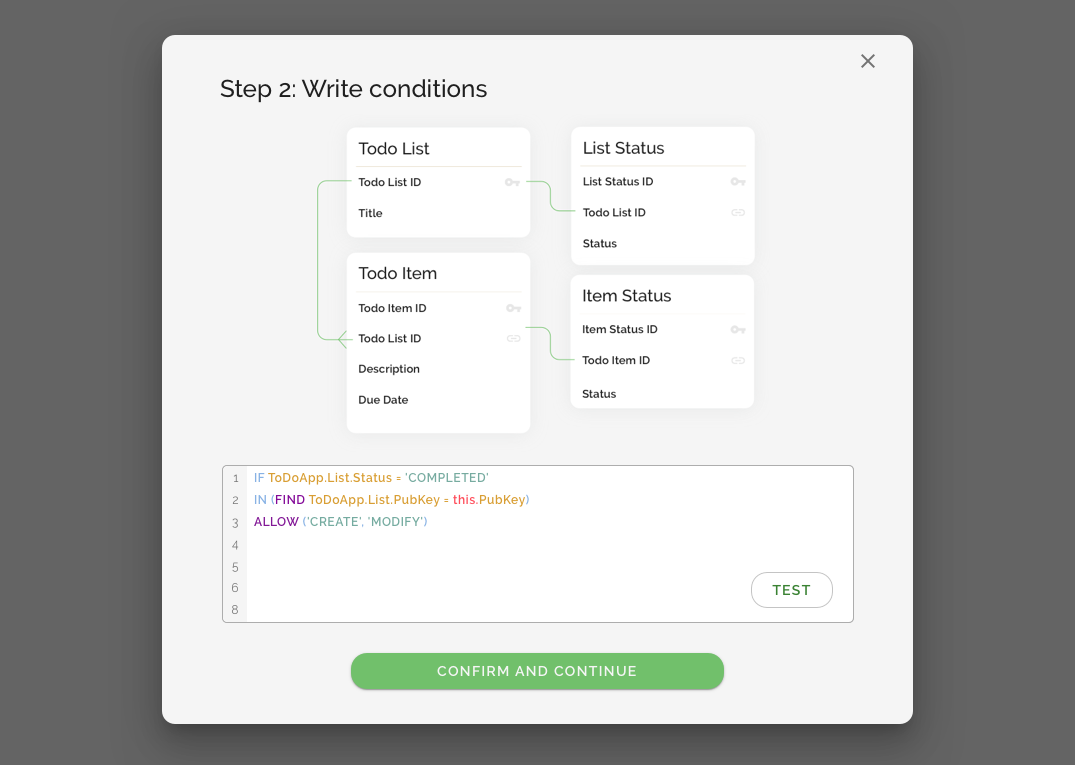 Step 2: Write conditions
Todo List
Todo List ID
Title
List Status
List Status ID
Todo List ID
Status
Todo Item
Todo Item ID
Todo List ID
Description
Due Date
Item Status
Item Status ID
Todo Item ID
Status
1 IF ToDoApp.List.Status = 'COMPLETED'
2 IN (FIND ToDoApp.List.PubKey = this.PubKey)
3 ALLOW ('CREATE', 'MODIFY')
4
5
6
8
TEST
CONFIRM AND CONTINUE